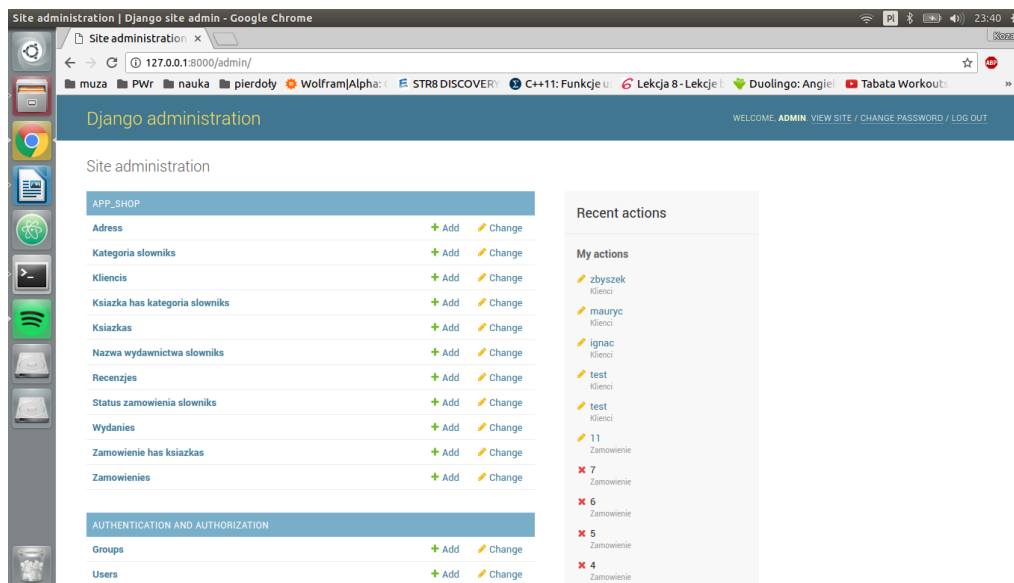 Site administration | Django site admin - Google Chrome
Pl
23:40
Site administration
Koza
127.0.0.1:8000/admin/
ABP
muza PWr nauka pierdoły Wolfram|Alpha: STR8 DISCOVER C++11: Funkcje Lekcja 8 - Lekcje Duolingo: Angiel Tabata Workout »
Django administration
WELCOME, ADMIN. VIEW SITE / CHANGE PASSWORD / LOG OUT
Site administration
APP_SHOP
Adress + Add Change
Kategoria slowniks + Add Change
Kliencis + Add Change
Ksiazka has kategoria slowniks + Add Change
Ksiazkas + Add Change
Nazwa wydawnictwa slowniks + Add Change
Recenzjes + Add Change
Status zamowienia slowniks + Add Change
Wydanies + Add Change
Zamowienie has ksiazkas + Add Change
Zamowienies + Add Change
AUTHENTICATION AND AUTHORIZATION
Groups + Add Change
Users + Add Change
Recent actions
My actions
zbyszek
Klienci
mauryc
Klienci
ignac
Klienci
test
Klienci
test
Klienci
11
Zamowienie
7
Zamowienie
6
Zamowienie
5
Zamowienie
4
Zamowienie